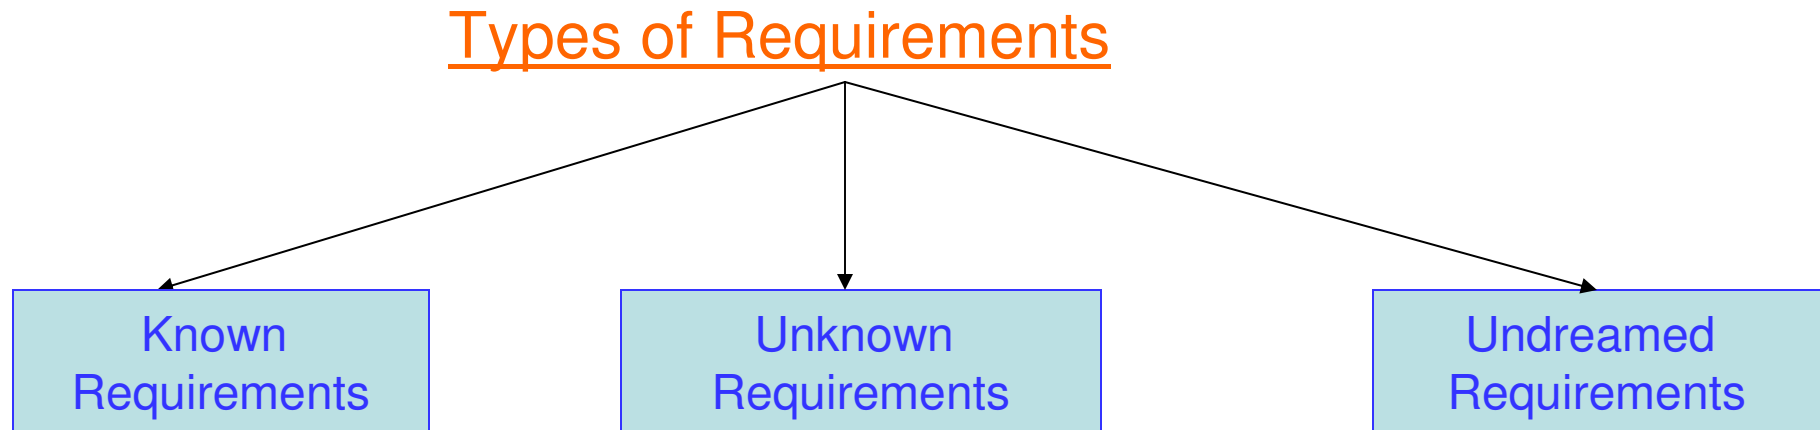 Types of Requirements
Known
Requirements
Unknown
Requirements
Undreamed
Requirements